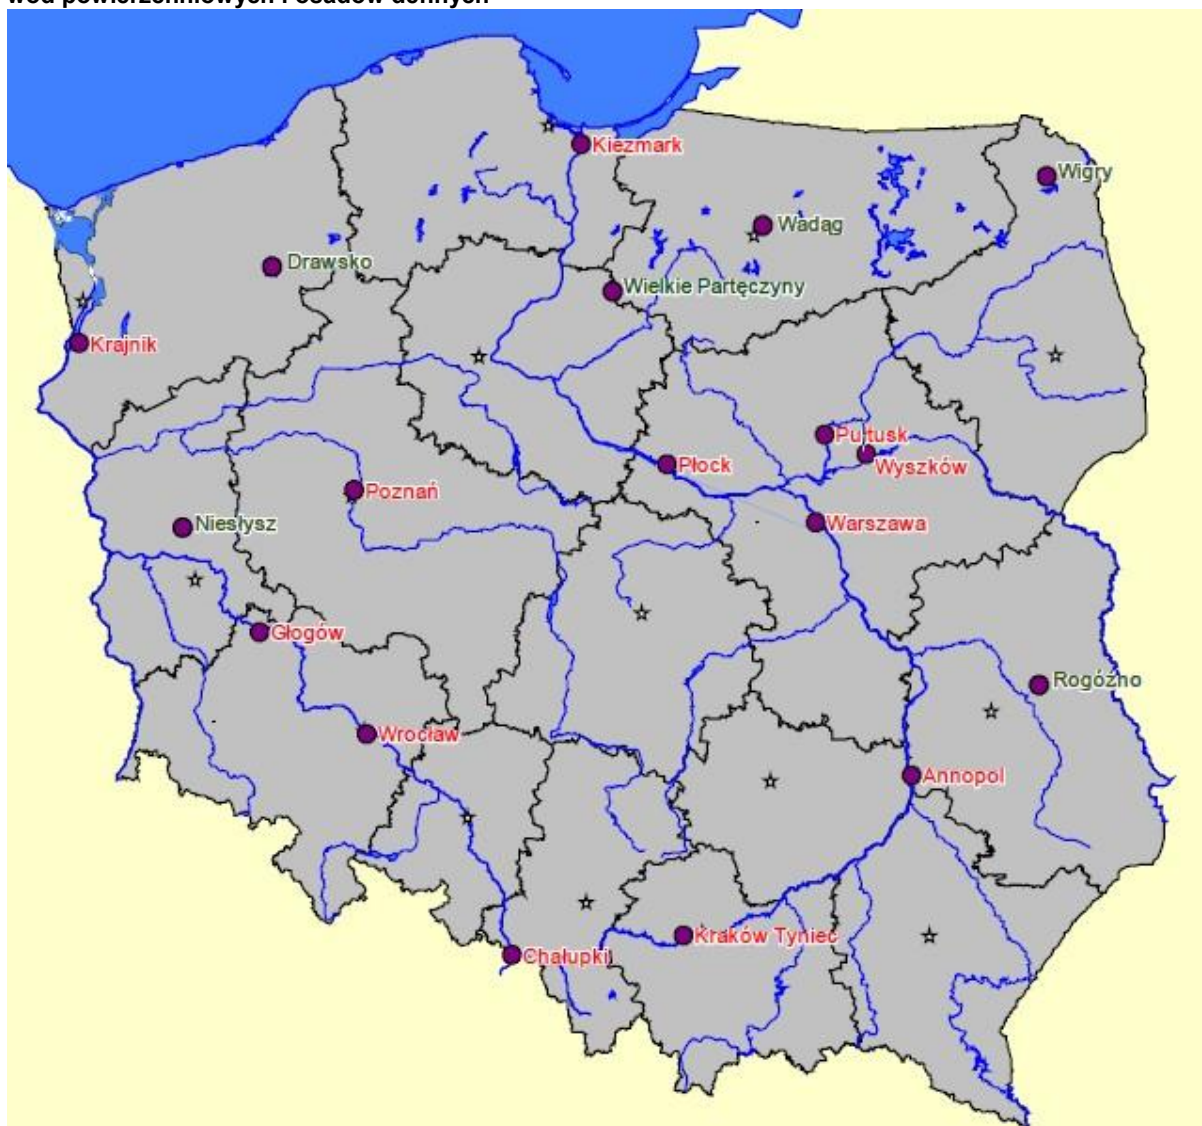 wód powierzchniowych i osadów dennych
Kiezmark
Wigry
Wadąg
Drawsko
Wielkie Partęczyny
Krajnik
Pułtusk
Wyszków
Płock
Poznań
Niesłysz
Warszawa
Głogów
Rogóźno
Wrocław
Annopol
Kraków Tyniec
Chałupki